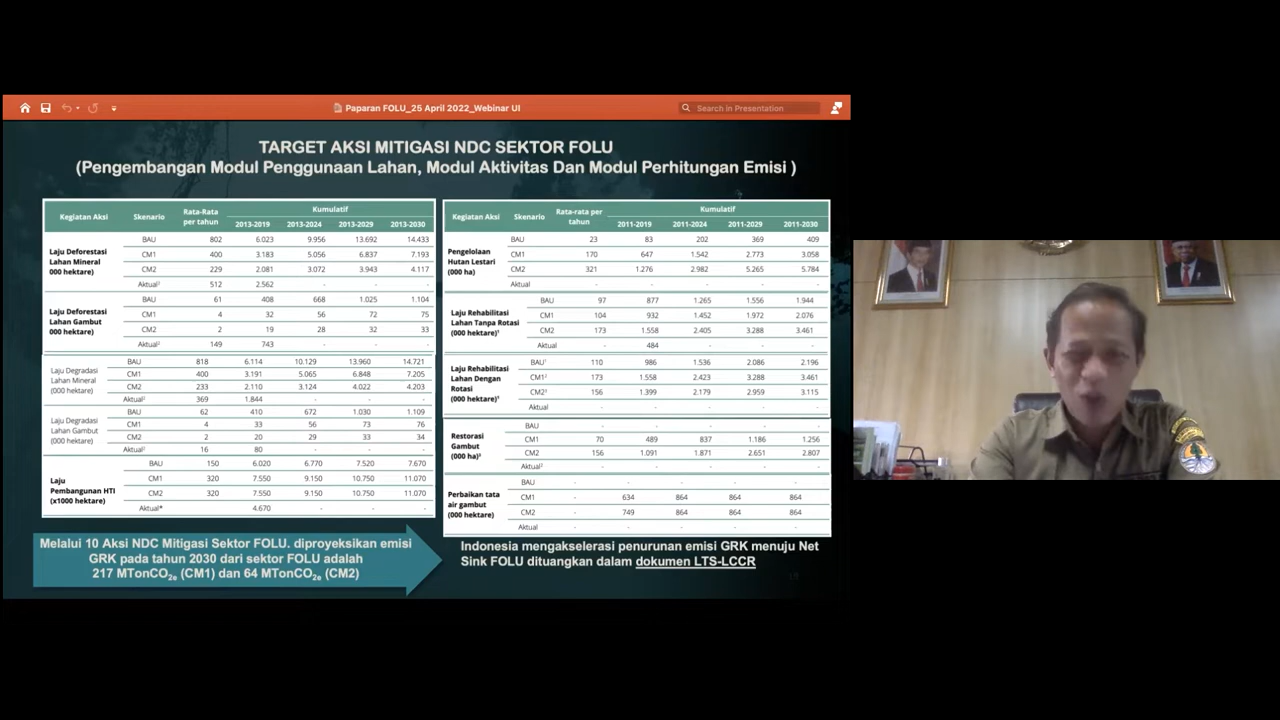 Paparan FOLU_25 April 2022_Webinar UI
Search in Presentation
TARGET AKSI MITIGASI NDC SEKTOR FOLU
(Pengembangan Modul Penggunaan Lahan, Modul Aktivitas Dan Modul Perhitungan Emisi )
Kegiatan Aksi Skenario Rata-Rata per tahun Kumulatif
2013-2019 2013-2024 2013-2029 2013-2030
Laju Deforestasi Lahan Mineral 000 hektare)
BAU 802 6.023 9.956 13.692 14.433
CM1 400 3.183 5.056 6.837 7.193
CM2 229 2.081 3.072 3.943 4.117
Aktual² 512 2.562 - - -
Laju Deforestasi Lahan Gambut 000 hektare)
BAU 61 408 668 1.025 1.104
CM1 4 32 56 72 75
CM2 2 19 28 32 33
Aktual² 149 743 - - -
Laju Degradasi Lahan Mineral (000 hektare)
BAU 818 6.114 10.129 13.960 14.721
CM1 400 3.191 5.065 6.848 7.205
CM2 233 2.110 3.124 4.022 4.203
Aktual² 369 1.844 - - -
Laju Degradasi Lahan Gambut (000 hektare)
BAU 62 410 672 1.030 1.109
CM1 4 33 56 73 76
CM2 2 20 29 33 34
Aktual² 16 80 - - -
Laju Pembangunan HTI (x1000 hektare)
BAU 150 6.020 6.770 7.520 7.670
CM1 320 7.550 9.150 10.750 11.070
CM2 320 7.550 9.150 10.750 11.070
Aktual* 4.670 - - -
Kegiatan Aksi Skenario Rata-rata per tahun Kumulatif
2011-2019 2011-2024 2011-2029 2011-2030
Pengelolaan Hutan Lestari (000 ha)
BAU 23 83 202 369 409
CM1 170 647 1.542 2.773 3.058
CM2 321 1.276 2.982 5.265 5.784
Aktual - - - - -
Laju Rehabilitasi Lahan Tanpa Rotasi (000 hektare)¹
BAU 97 877 1.265 1.556 1.944
CM1 104 932 1.452 1.972 2.076
CM2 173 1.558 2.405 3.288 3.461
Aktual 484 - - -
Laju Rehabilitasi Lahan Dengan Rotasi (000 hektare)¹
BAU¹ 110 986 1.536 2.086 2.196
CM1² 173 1.558 2.423 3.288 3.461
CM2² 156 1.399 2.179 2.959 3.115
Aktual - - - - -
Restorasi Gambut (000 ha)²
BAU - - - - -
CM1 70 489 837 1.186 1.256
CM2 156 1.091 1.871 2.651 2.807
Aktual² - - - - -
Perbaikan tata air gambut (000 hektare)
BAU - - - - -
CM1 - 634 864 864 864
CM2 - 749 864 864 864
Aktual - - - - -
Melalui 10 Aksi NDC Mitigasi Sektor FOLU. diproyeksikan emisi
GRK pada tahun 2030 dari sektor FOLU adalah
217 MTonCO₂ₑ (CM1) dan 64 MTonCO₂ₑ (CM2)
Indonesia mengakselerasi penurunan emisi GRK menuju Net
Sink FOLU dituangkan dalam dokumen LTS-LCCR